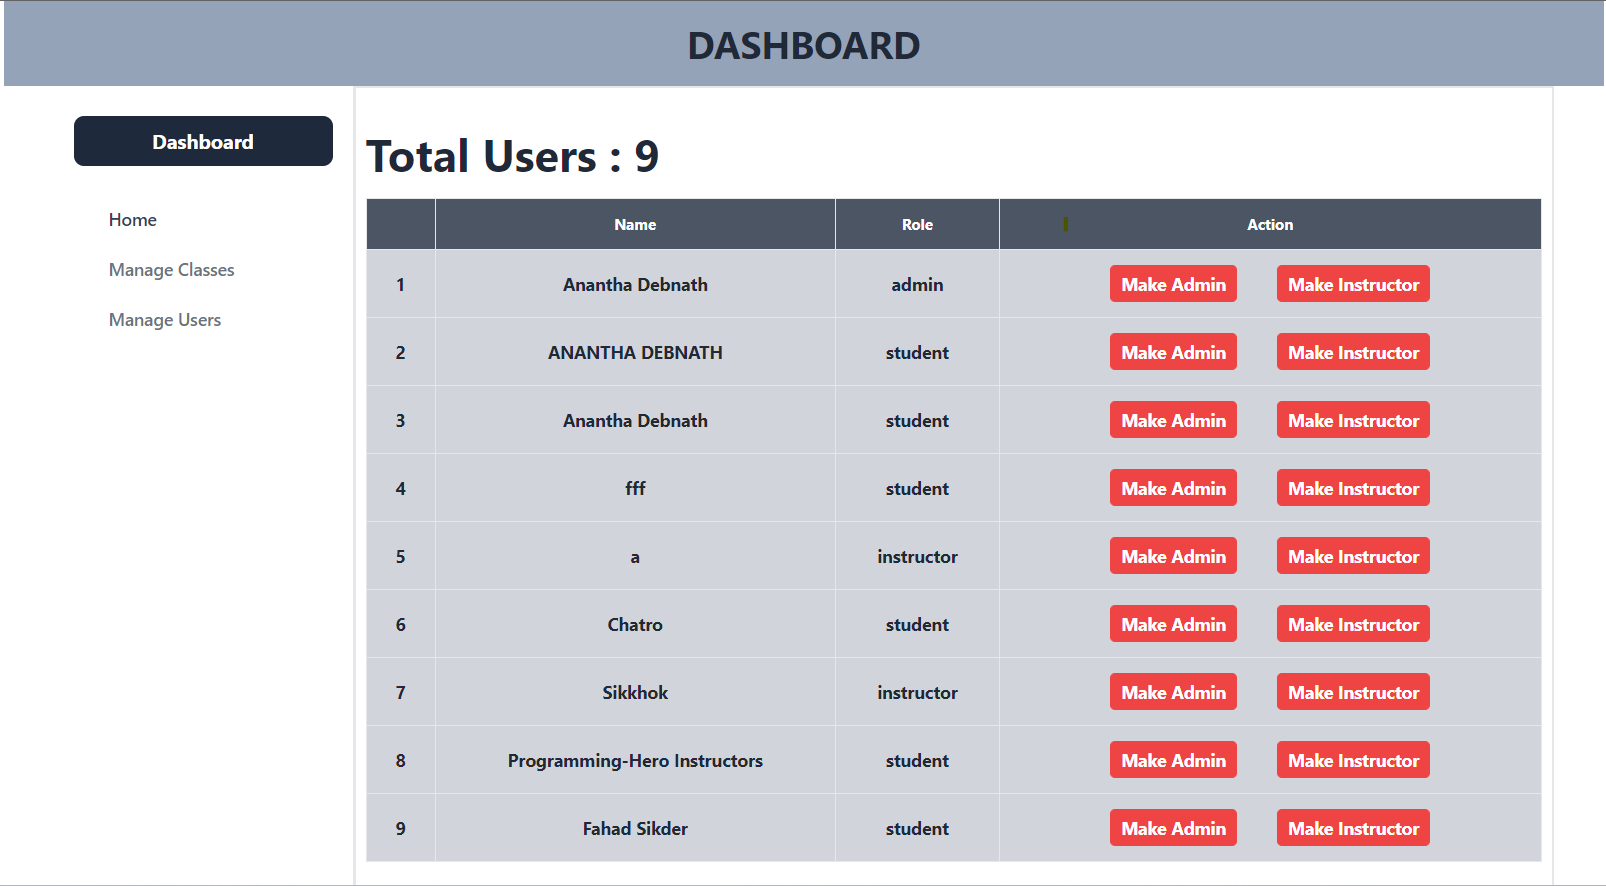 DASHBOARD
Dashboard
Home
Manage Classes
Manage Users
Total Users : 9
Name Role Action
1 Anantha Debnath admin Make Admin Make Instructor
2 ANANTHA DEBNATH student Make Admin Make Instructor
3 Anantha Debnath student Make Admin Make Instructor
4 fff student Make Admin Make Instructor
5 a instructor Make Admin Make Instructor
6 Chatro student Make Admin Make Instructor
7 Sikkhok instructor Make Admin Make Instructor
8 Programming-Hero Instructors student Make Admin Make Instructor
9 Fahad Sikder student Make Admin Make Instructor